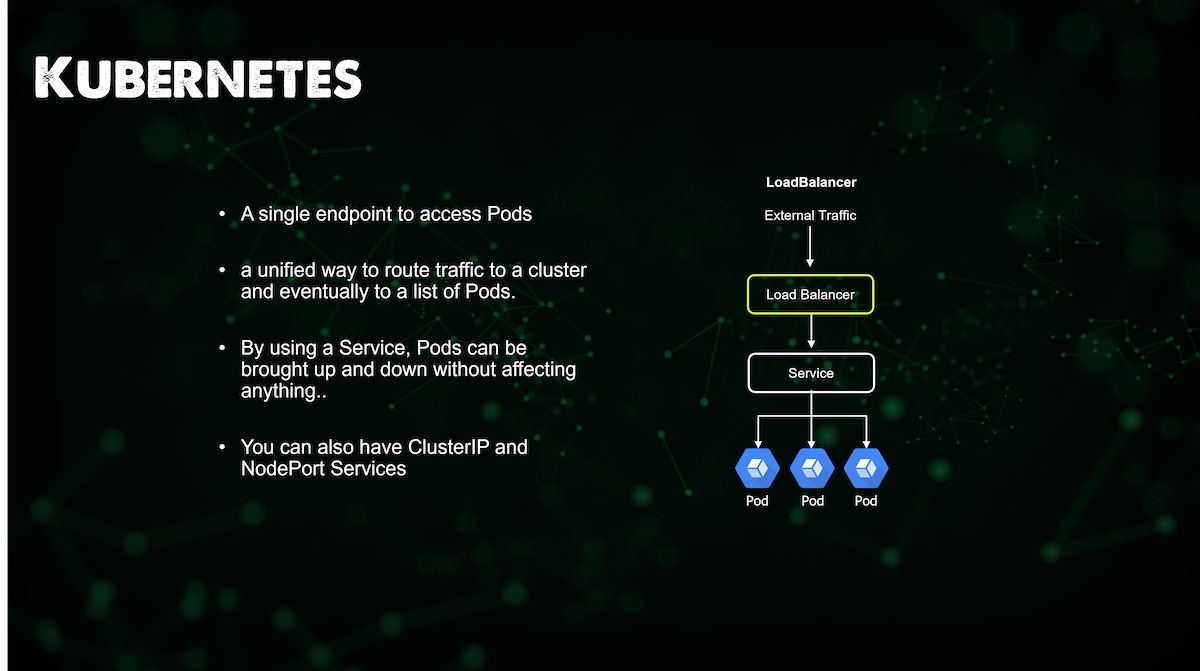 KUBERNETES
• A single endpoint to access Pods
• a unified way to route traffic to a cluster
and eventually to a list of Pods.
• By using a Service, Pods can be
brought up and down without affecting
anything..
• You can also have ClusterIP and
NodePort Services
LoadBalancer
External Traffic
Load Balancer
Service
Pod Pod Pod